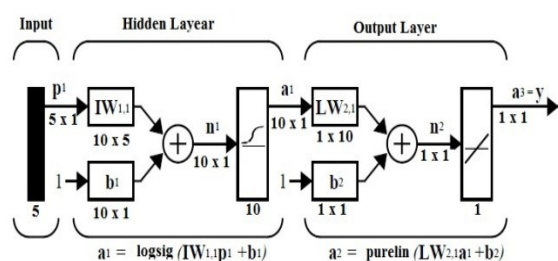 Input Hidden Layear Output Layer
p1 a1 a3 = y
5 x 1 IW1,1 10 x 1 LW2,1 1 x 1
10 x 5 n1 1 x 10 n2
10 x 1 1 x 1
1 b1 1 b2
5 10 x 1 10 1 x 1 1
a1 = logsig (IW1,1p1 +b1) a2 = purelin (LW2,1a1 +b2)